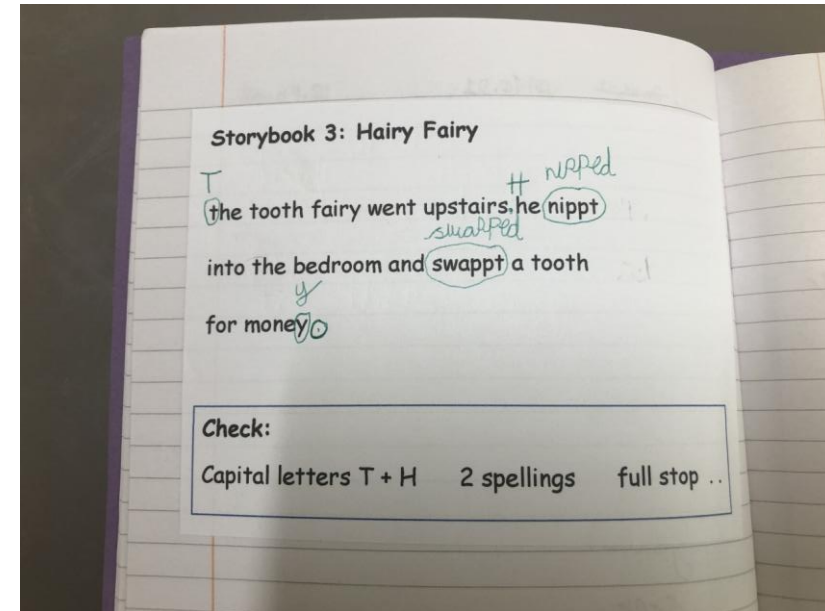 Storybook 3: Hairy Fairy
T H nipped
the tooth fairy went upstairs. he nippt
swapped
into the bedroom and swappt a tooth
y
for money.
Check:
Capital letters T + H 2 spellings full stop ..